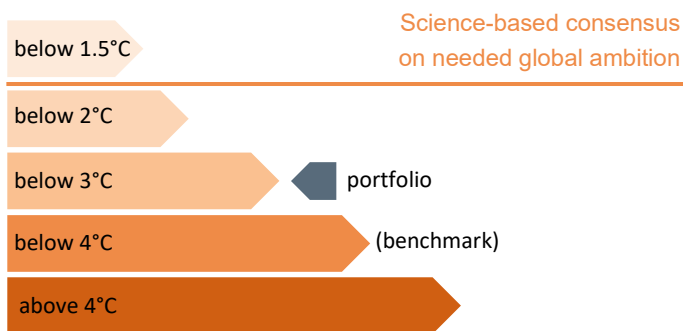 Science-based consensus
on needed global ambition
below 1.5°C
below 2°C
below 3°C
portfolio
below 4°C
(benchmark)
above 4°C